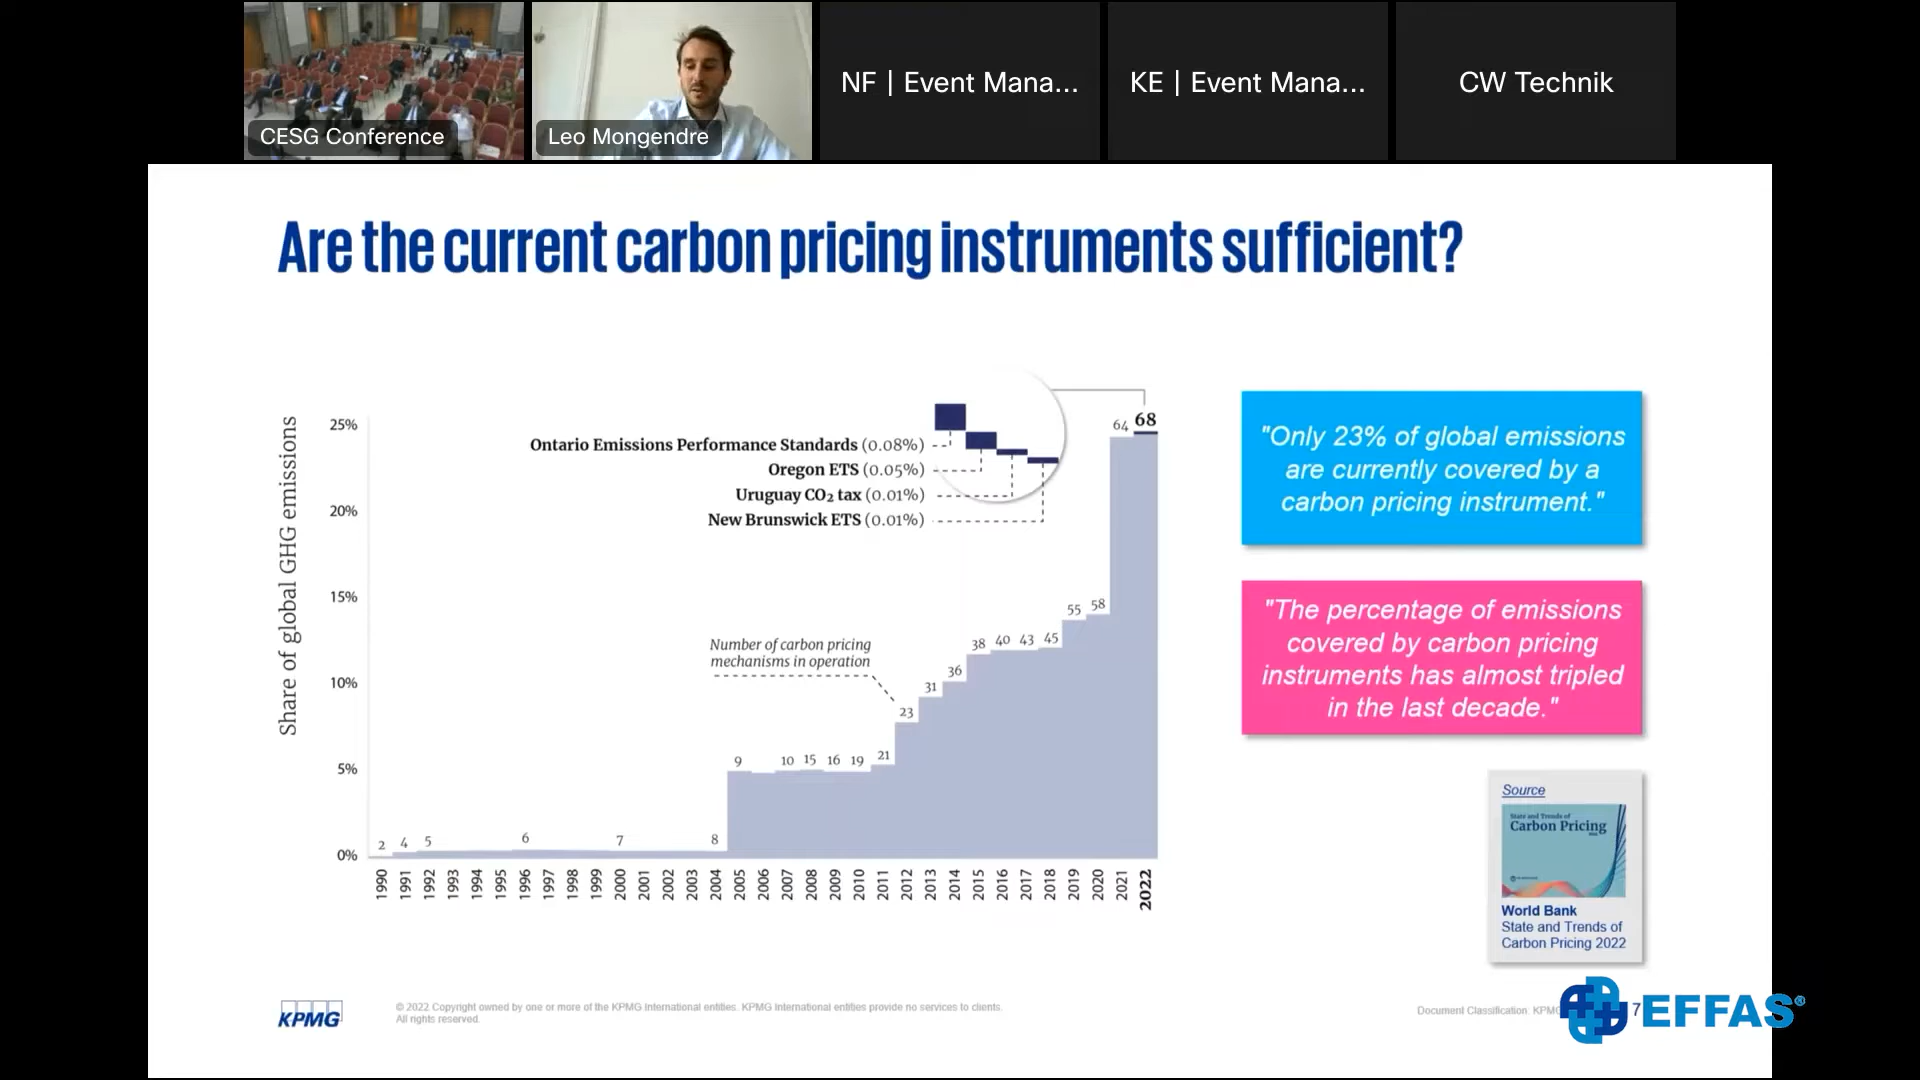 CESG Conference
Leo Mongendre
NF | Event Mana...
KE | Event Mana...
CW Technik
Are the current carbon pricing instruments sufficient?
Share of global GHG emissions
25%
20%
15%
10%
5%
0%
Ontario Emissions Performance Standards (0.08%)
Oregon ETS (0.05%)
Uruguay CO₂ tax (0.01%)
New Brunswick ETS (0.01%)
Number of carbon pricing
mechanisms in operation
2 4 5 6 7 8 9 10 15 16 19 21 23 31 36 38 40 43 45 55 58 64 68
1990 1991 1992 1993 1994 1995 1996 1997 1998 1999 2000 2001 2002 2003 2004 2005 2006 2007 2008 2009 2010 2011 2012 2013 2014 2015 2016 2017 2018 2019 2020 2021 2022
"Only 23% of global emissions
are currently covered by a
carbon pricing instrument."
"The percentage of emissions
covered by carbon pricing
instruments has almost tripled
in the last decade."
Source
State and Trends of
Carbon Pricing
World Bank
State and Trends of
Carbon Pricing 2022
KPMG
© 2022 Copyright owned by one or more of the KPMG International entities. KPMG International entities provide no services to clients.
All rights reserved.
Document Classification: KPMG
7
EFFAS®